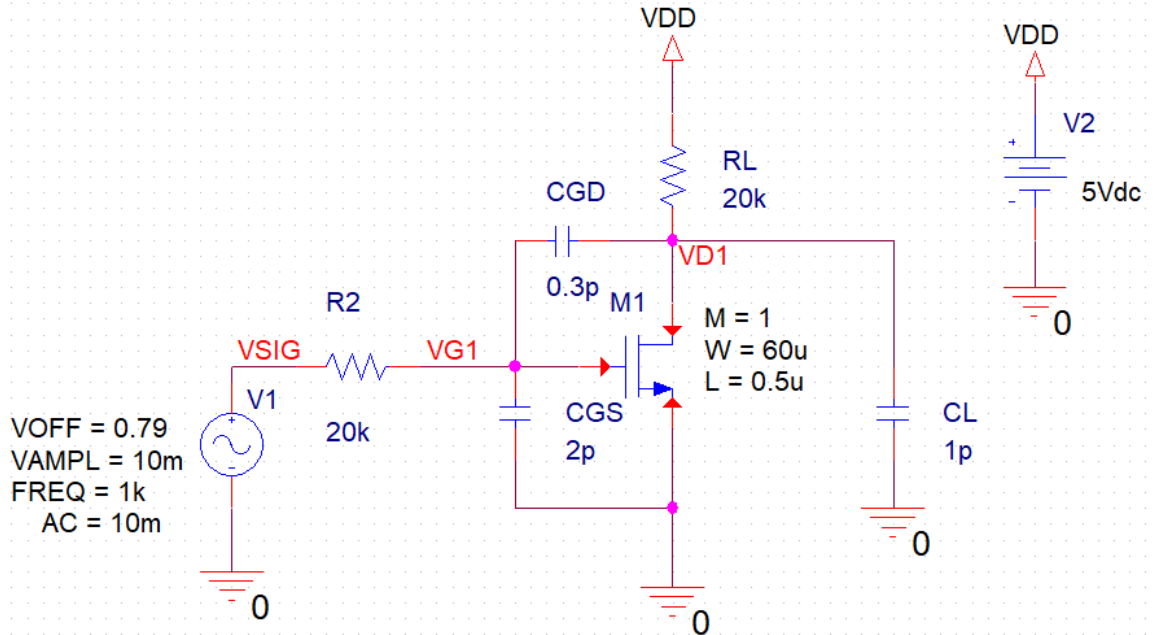 VDD
VDD
+
V2
-
5Vdc
0
RL
20k
CGD
0.3p
VD1
M1
M = 1
W = 60u
L = 0.5u
R2
20k
VSIG
VG1
V1
+
-
VOFF = 0.79
VAMPL = 10m
FREQ = 1k
AC = 10m
CGS
2p
CL
1p
0
0
0